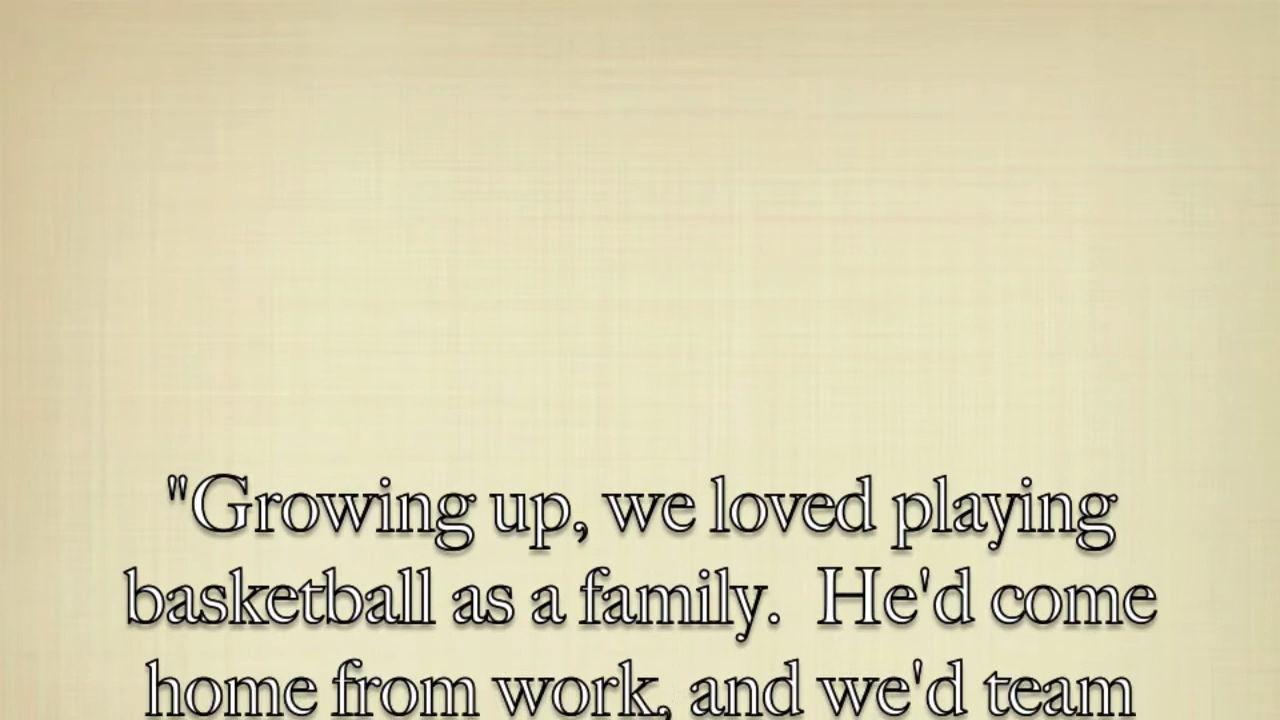 "Growing up, we loved playing
basketball as a family.  He'd come
home from work, and we'd team